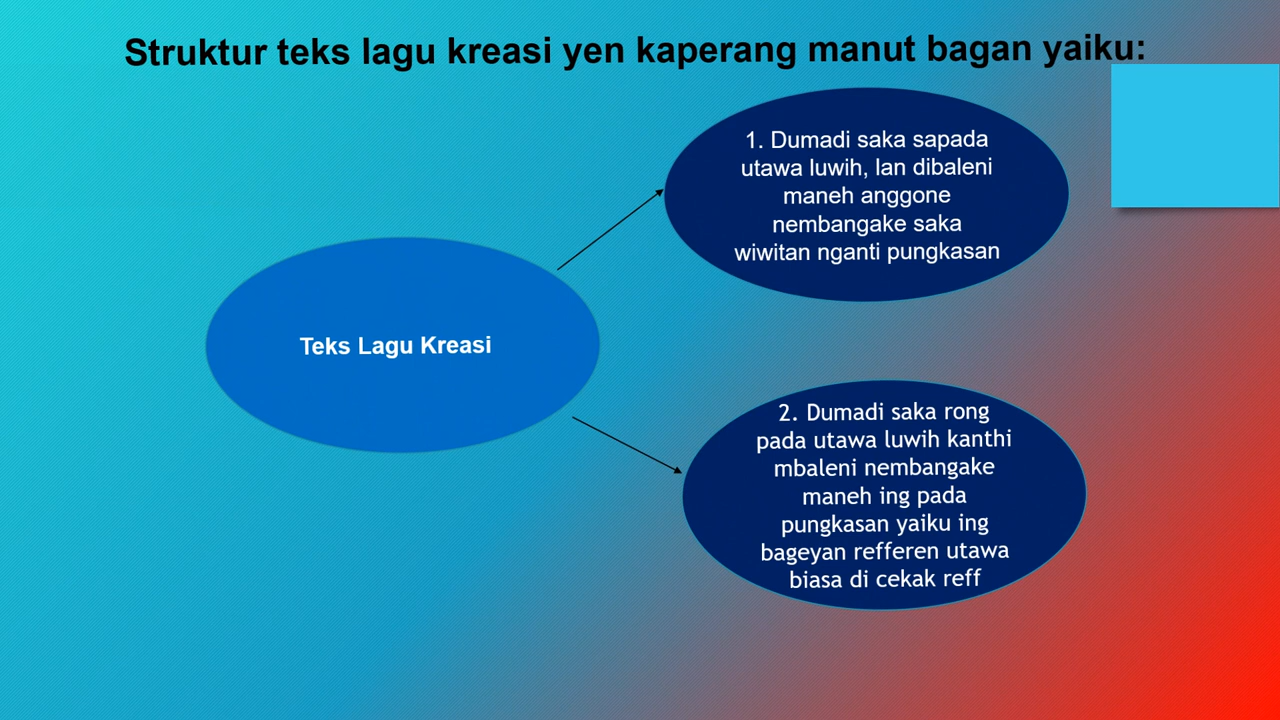 Struktur teks lagu kreasi yen kaperang manut bagan yaiku:
1. Dumadi saka sapada
utawa luwih, lan dibaleni
maneh anggone
nembangake saka
wiwitan nganti pungkasan
Teks Lagu Kreasi
2. Dumadi saka rong
pada utawa luwih kanthi
mbaleni nembangake
maneh ing pada
pungkasan yaiku ing
bageyan refferen utawa
biasa di cekak reff